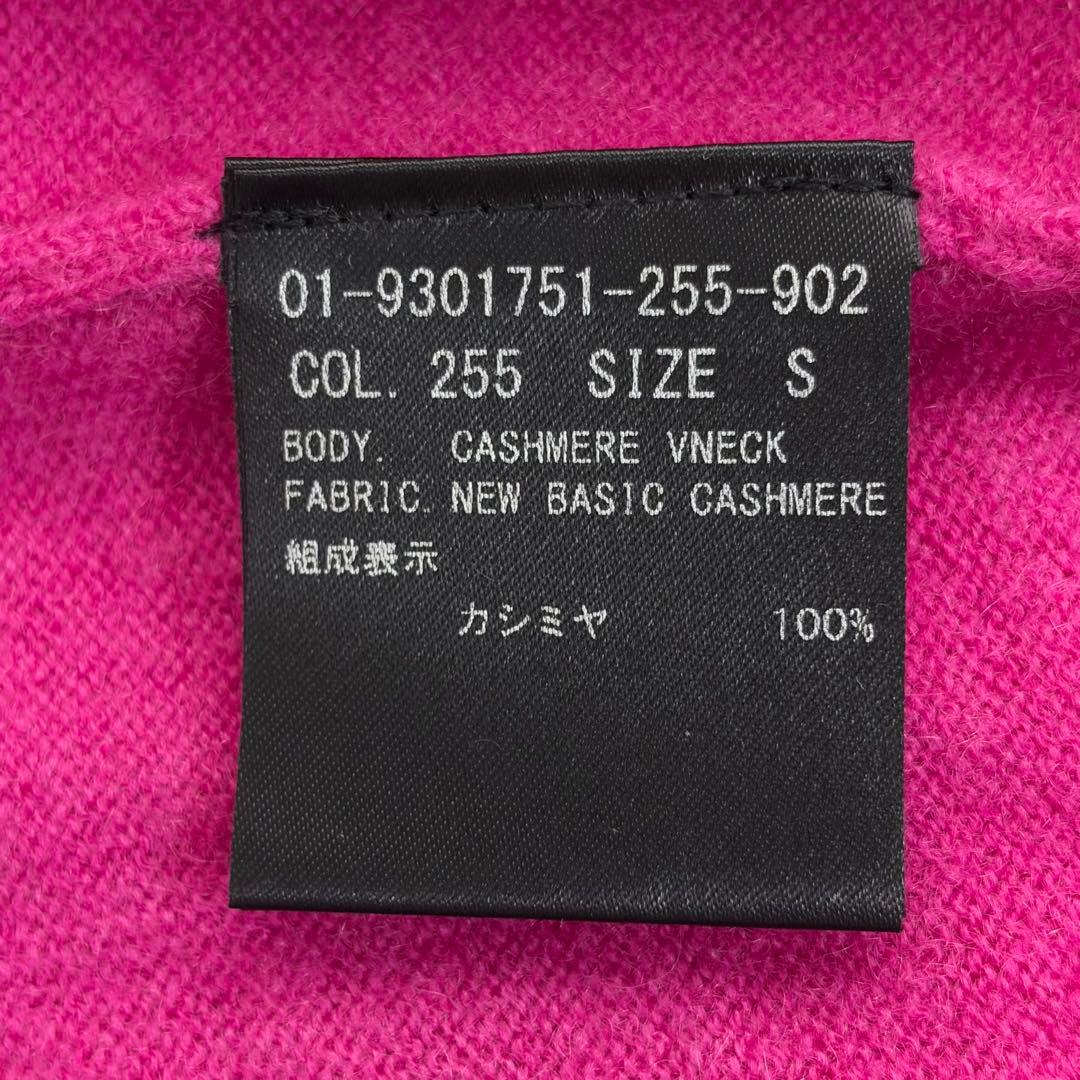 01-9301751-255-902
COL. 255 SIZE S
BODY. CASHMERE VNECK
FABRIC. NEW BASIC CASHMERE
組成表示
カシミヤ 100%